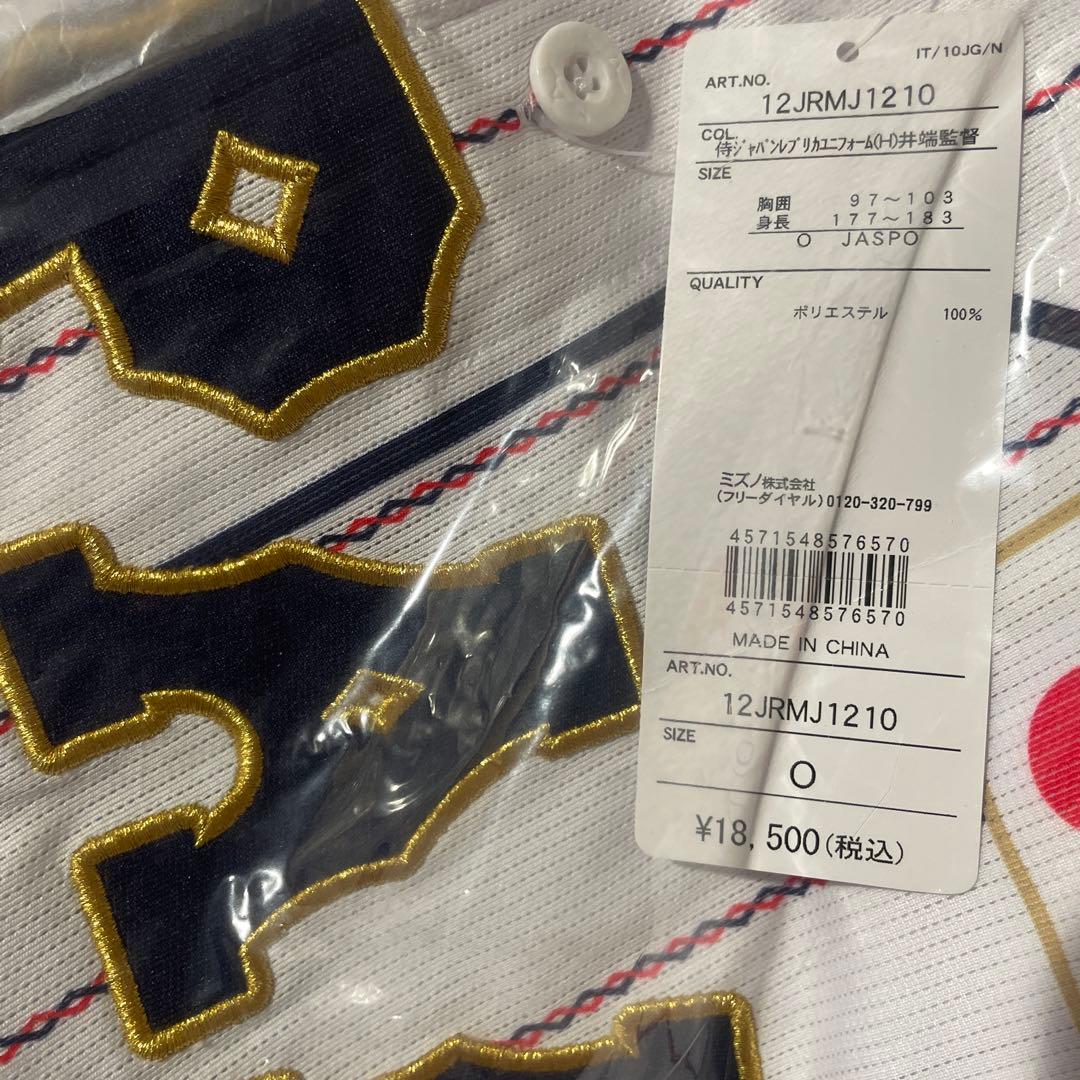 IT/10JG/N
ART.NO.
12JRMJ1210
COL.
侍ジャパンレプリカユニフォーム(H)井端監督
SIZE
胸囲 97～103
身長 177～183
O JASPO
QUALITY
ポリエステル 100%
ミズノ株式会社
(フリーダイヤル)0120-320-799
4571548576570
4571548576570
MADE IN CHINA
ART.NO.
12JRMJ1210
SIZE
O
¥18,500(税込)